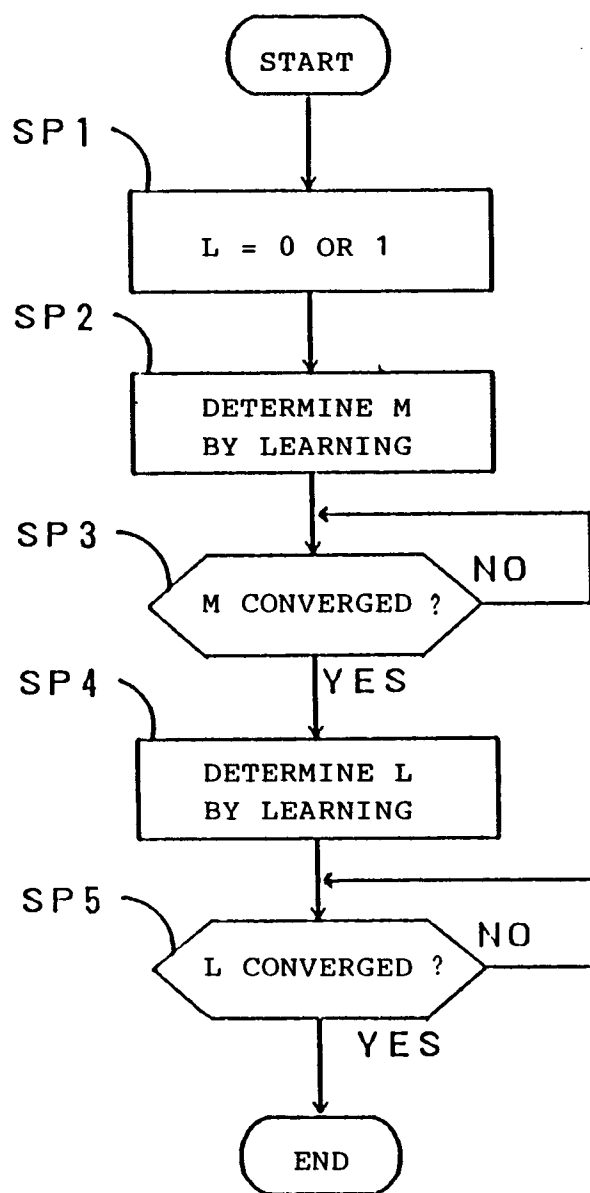 START
SP1
L = 0 OR 1
SP2
DETERMINE M
BY LEARNING
SP3
M CONVERGED ?
NO
YES
SP4
DETERMINE L
BY LEARNING
SP5
L CONVERGED ?
NO
YES
END